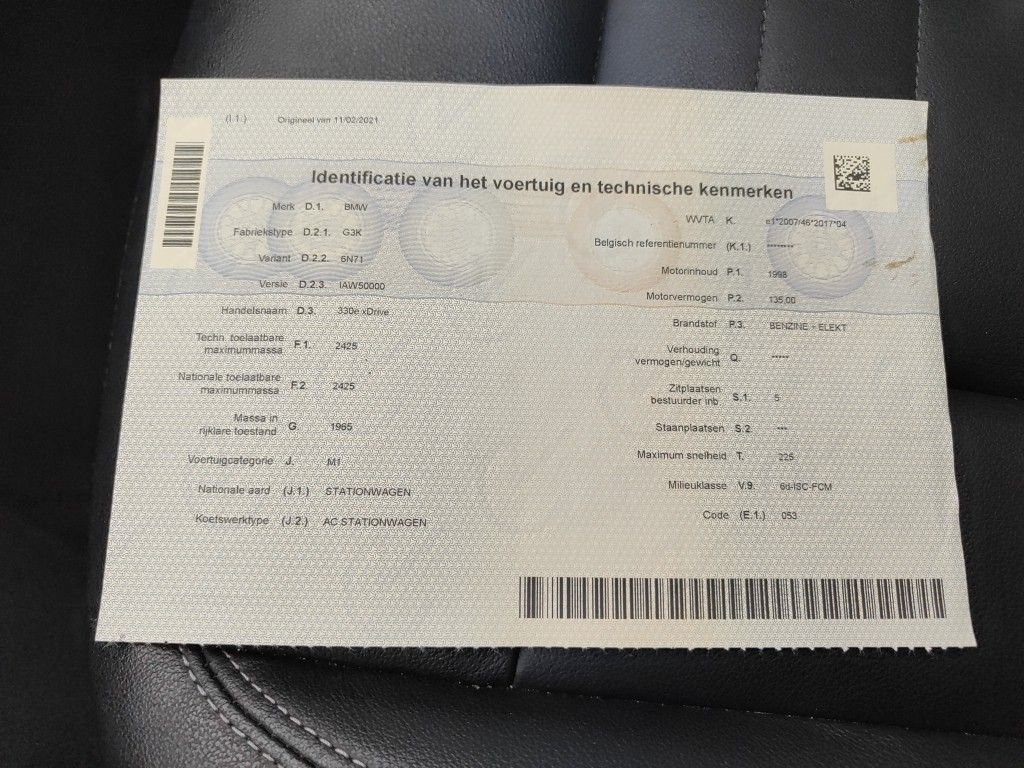 (I.1.) Origineel van 11/02/2021
Identificatie van het voertuig en technische kenmerken
Merk D.1. BMW
Fabriekstype D.2.1. G3K
Variant D.2.2. 6N71
Versie D.2.3. IAW50000
Handelsnaam D.3. 330e xDrive
Techn toelaatbare
maximummassa F.1. 2425
Nationale toelaatbare
maximummassa F.2. 2425
Massa in
rijklare toestand G. 1965
Voertuigcategorie J. M1
Nationale aard (J.1.) STATIONWAGEN
Koetswerktype (J.2.) AC STATIONWAGEN
WVTA K. e1*2007/46*2017*04
Belgisch referentienummer (K.1.) --------
Motorinhoud P.1. 1998
Motorvermogen P.2. 135,00
Brandstof P.3. BENZINE - ELEKT
Verhouding
vermogen/gewicht Q. -----
Zitplaatsen
bestuurder inb. S.1. 5
Staanplaatsen S.2. ---
Maximum snelheid T. 225
Milieuklasse V.9. 6d-ISC-FCM
Code (E.1.) 053